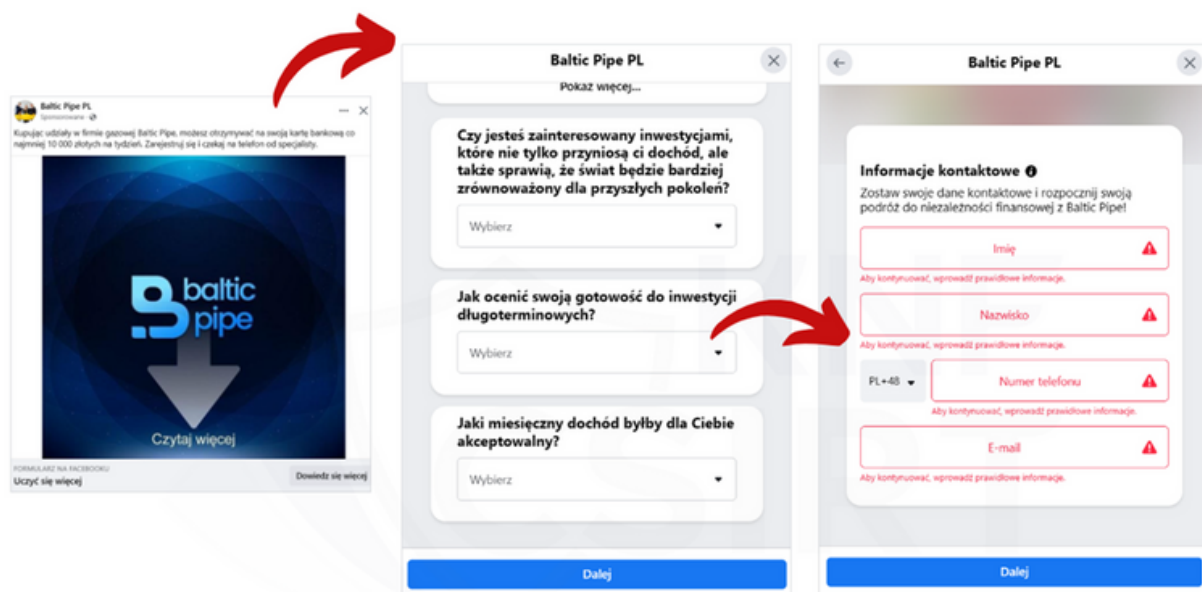 Baltic Pipe PL
Sponsorowane
Kupując udziały w firmie gazowej Baltic Pipe, możesz otrzymywać na swoją kartę bankową co
najmniej 10 000 złotych na tydzień. Zarejestruj się i czekaj na telefon od specjalisty.
baltic
pipe
Czytaj więcej
FORMULARZ NA FACEBOOKU
Uczyć się więcej
Dowiedz się więcej
Baltic Pipe PL
Pokaż więcej...
Czy jesteś zainteresowany inwestycjami,
które nie tylko przyniosą ci dochód, ale
także sprawią, że świat będzie bardziej
zrównoważony dla przyszłych pokoleń?
Wybierz
Jak ocenić swoją gotowość do inwestycji
długoterminowych?
Wybierz
Jaki miesięczny dochód byłby dla Ciebie
akceptowalny?
Wybierz
Dalej
Baltic Pipe PL
Informacje kontaktowe
Zostaw swoje dane kontaktowe i rozpocznij swoją
podróż do niezależności finansowej z Baltic Pipe!
Imię
Aby kontynuować, wprowadź prawidłowe informacje.
Nazwisko
Aby kontynuować, wprowadź prawidłowe informacje.
PL+48
Numer telefonu
Aby kontynuować, wprowadź prawidłowe informacje.
E-mail
Aby kontynuować, wprowadź prawidłowe informacje.
Dalej
KNF
CSIRT